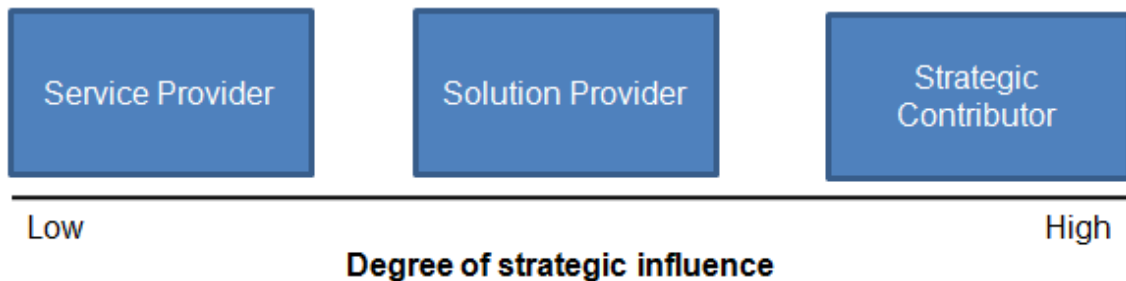 Service Provider
Solution Provider
Strategic
Contributor
Low
High
Degree of strategic influence